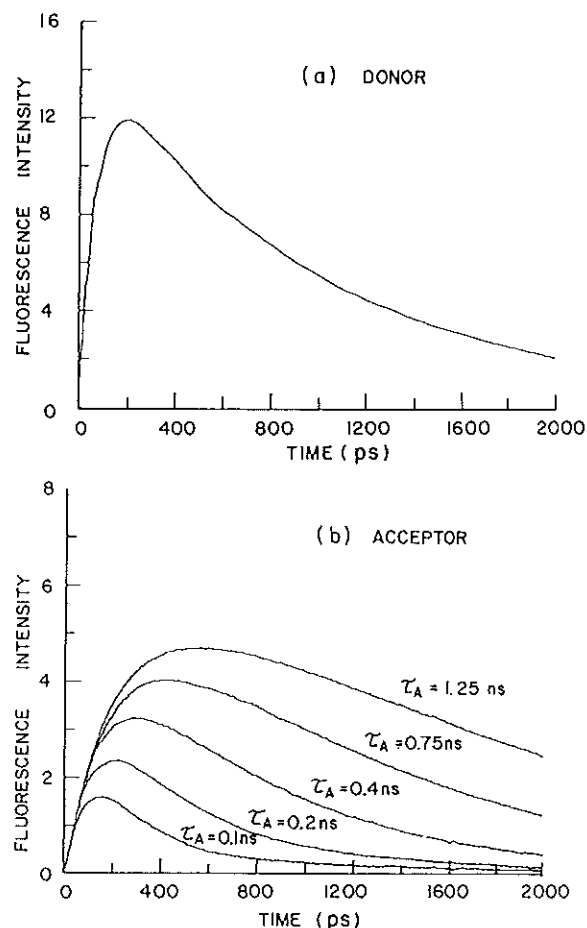 16
(a) DONOR
12
8
4
0
FLUORESCENCE INTENSITY
0 400 800 1200 1600 2000
TIME (ps)
8
(b) ACCEPTOR
6
4
2
0
FLUORESCENCE INTENSITY
τA = 1.25 ns
τA = 0.75ns
τA = 0.4ns
τA = 0.2ns
τA = 0.1ns
0 400 800 1200 1600 2000
TIME (ps)